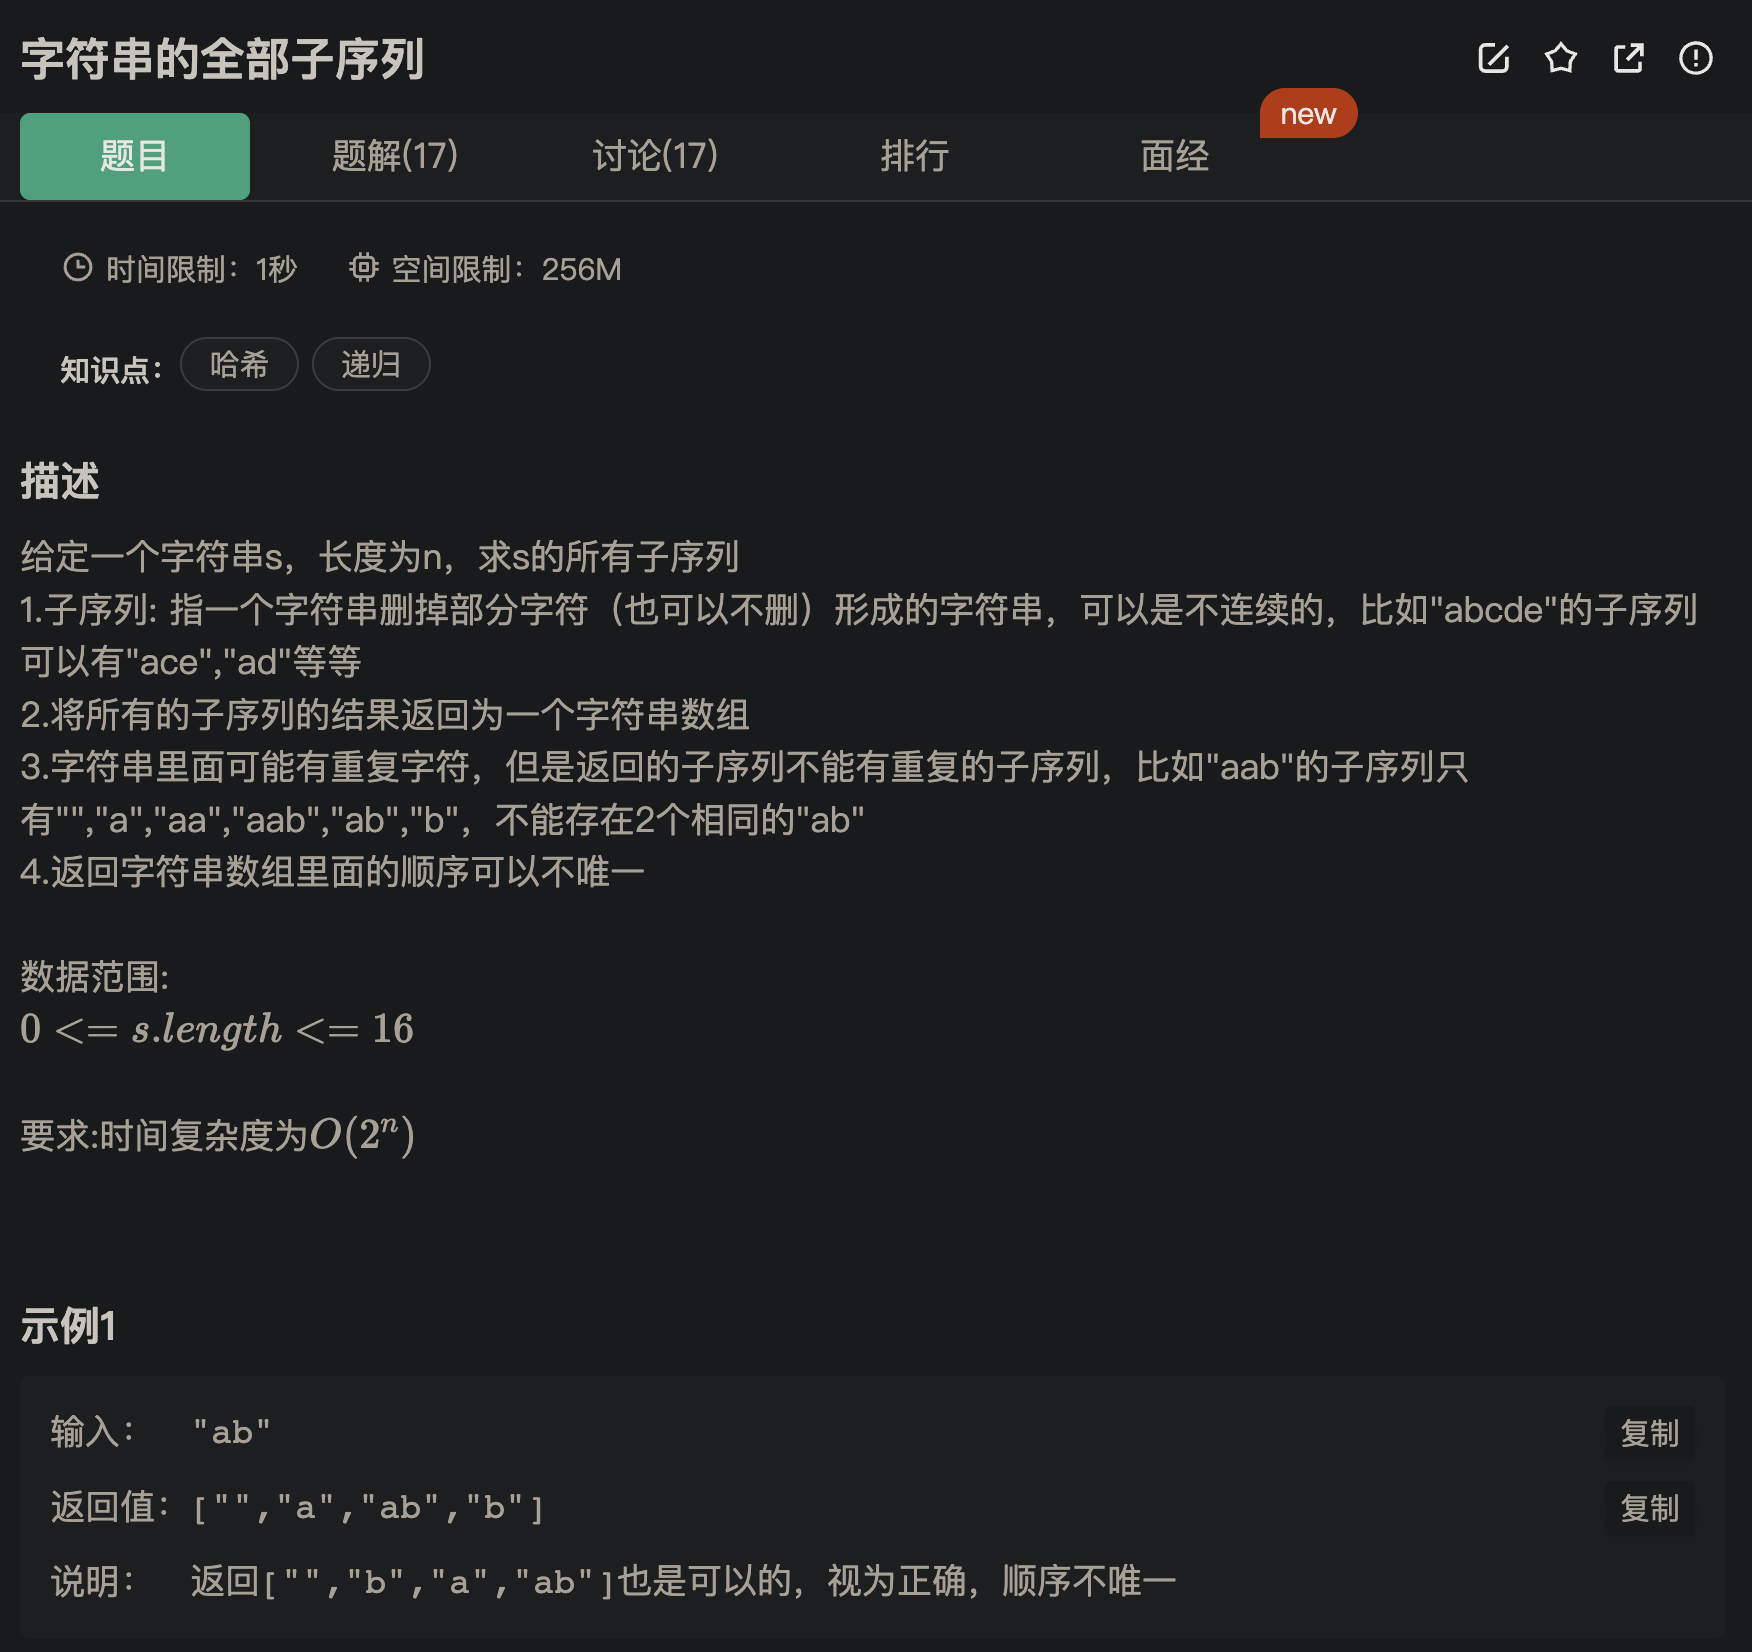 字符串的全部子序列
new
题目 题解(17) 讨论(17) 排行 面经
时间限制：1秒 空间限制：256M
知识点： 哈希 递归
描述
给定一个字符串s，长度为n，求s的所有子序列
1.子序列: 指一个字符串删掉部分字符（也可以不删）形成的字符串，可以是不连续的，比如"abcde"的子序列
可以有"ace","ad"等等
2.将所有的子序列的结果返回为一个字符串数组
3.字符串里面可能有重复字符，但是返回的子序列不能有重复的子序列，比如"aab"的子序列只
有"","a","aa","aab","ab","b"，不能存在2个相同的"ab"
4.返回字符串数组里面的顺序可以不唯一
数据范围:
0 <= s.length <= 16
要求:时间复杂度为O(2^n)
示例1
输入： "ab" 复制
返回值：["","a","ab","b"] 复制
说明： 返回["","b","a","ab"]也是可以的，视为正确，顺序不唯一